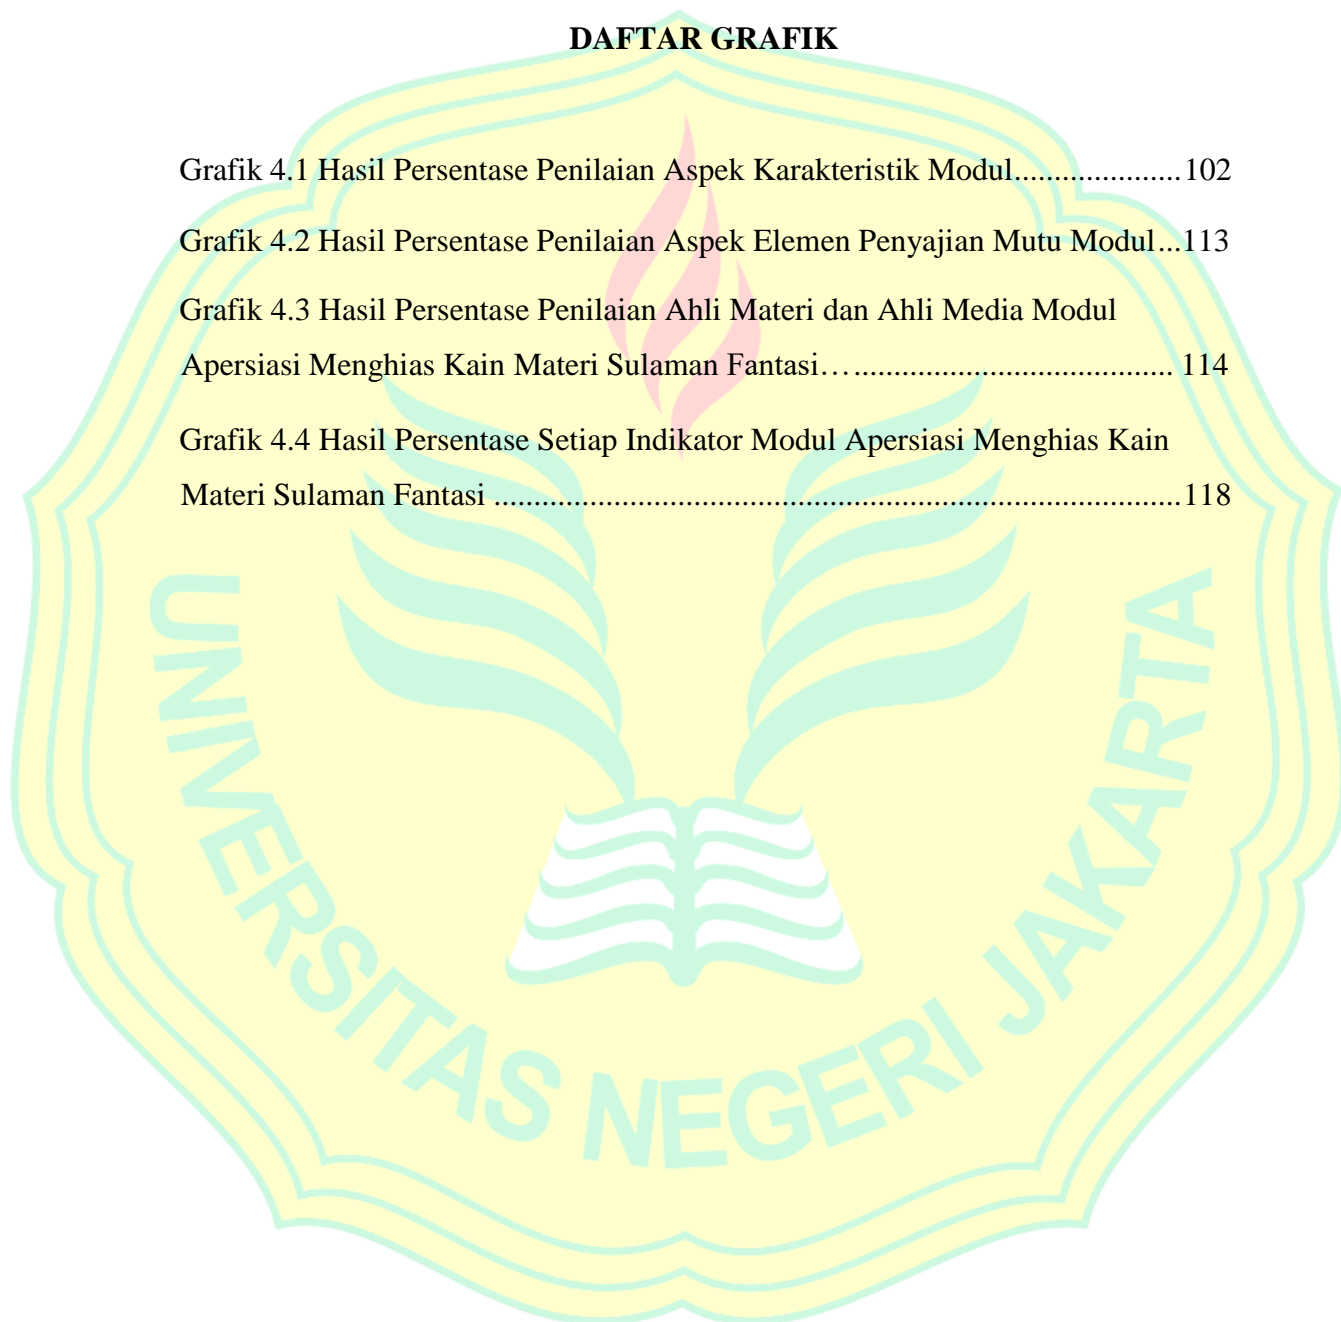 DAFTAR GRAFIK
Grafik 4.1 Hasil Persentase Penilaian Aspek Karakteristik Modul.....................102
Grafik 4.2 Hasil Persentase Penilaian Aspek Elemen Penyajian Mutu Modul...113
Grafik 4.3 Hasil Persentase Penilaian Ahli Materi dan Ahli Media Modul
Apersiasi Menghias Kain Materi Sulaman Fantasi…........................................ 114
Grafik 4.4 Hasil Persentase Setiap Indikator Modul Apersiasi Menghias Kain
Materi Sulaman Fantasi ......................................................................................118
UNIVERSITAS NEGERI JAKARTA